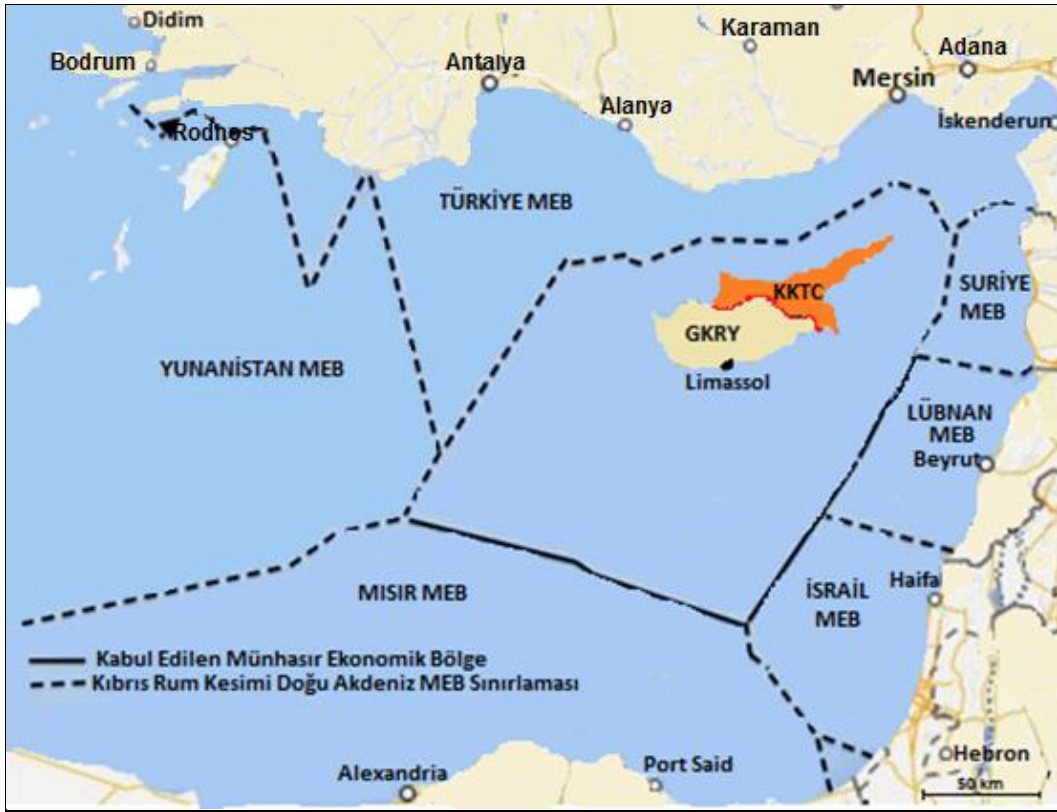 Didim
Karaman
Bodrum
Antalya
Adana
Mersin
Alanya
Rodhos
İskenderun
TÜRKİYE MEB
SURİYE
MEB
KKTC
GKRY
YUNANİSTAN MEB
Limassol
LÜBNAN
MEB
Beyrut
MISIR MEB
İSRAİL
MEB
Haifa
Kabul Edilen Münhasır Ekonomik Bölge
Kıbrıs Rum Kesimi Doğu Akdeniz MEB Sınırlaması
Hebron
Port Said
Alexandria
50 km